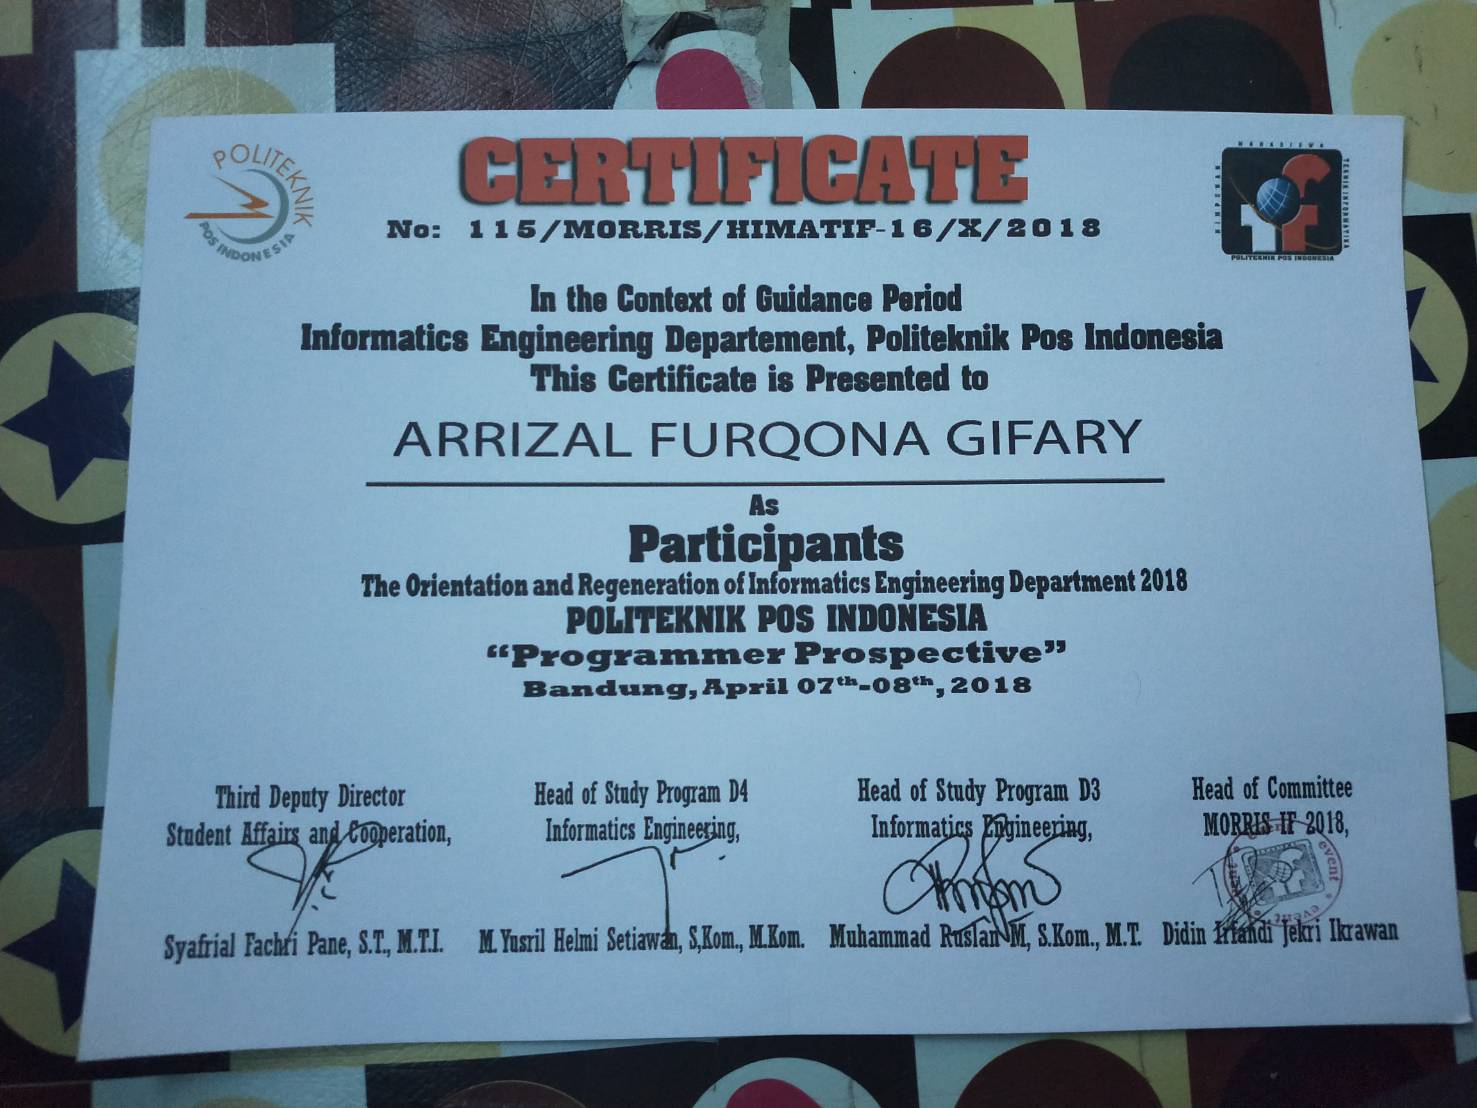 POLITEKNIK
POS INDONESIA
CERTIFICATE
No: 115/MORRIS/HIMATIF-16/X/2018
HIMPUNAN
MAHASISWA
TEKNIK INFORMATIKA
if
POLITEKNIK POS INDONESIA
In the Context of Guidance Period
Informatics Engineering Departement, Politeknik Pos Indonesia
This Certificate is Presented to
ARRIZAL FURQONA GIFARY
As
Participants
The Orientation and Regeneration of Informatics Engineering Department 2018
POLITEKNIK POS INDONESIA
“Programmer Prospective”
Bandung, April 07th-08th, 2018
Third Deputy Director
Student Affairs and Cooperation,
Syafrial Fachri Pane, S.T., M.T.I.
Head of Study Program D4
Informatics Engineering,
M. Yusril Helmi Setiawan, S,Kom., M.Kom.
Head of Study Program D3
Informatics Engineering,
Muhammad Ruslan M, S.Kom., M.T.
Head of Committee
MORRIS IF 2018,
event
event
if
Didin Irfandi Jekri Ikrawan